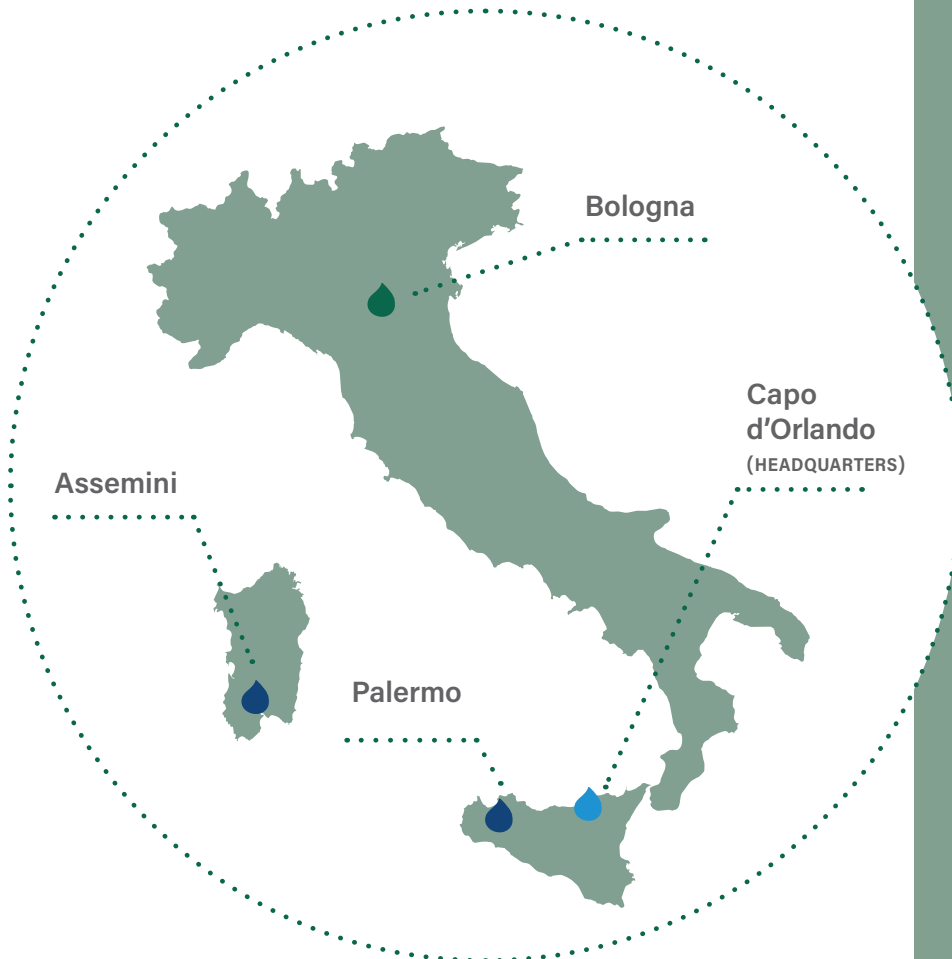 Bologna
Capo
d’Orlando
(HEADQUARTERS)
Assemini
Palermo